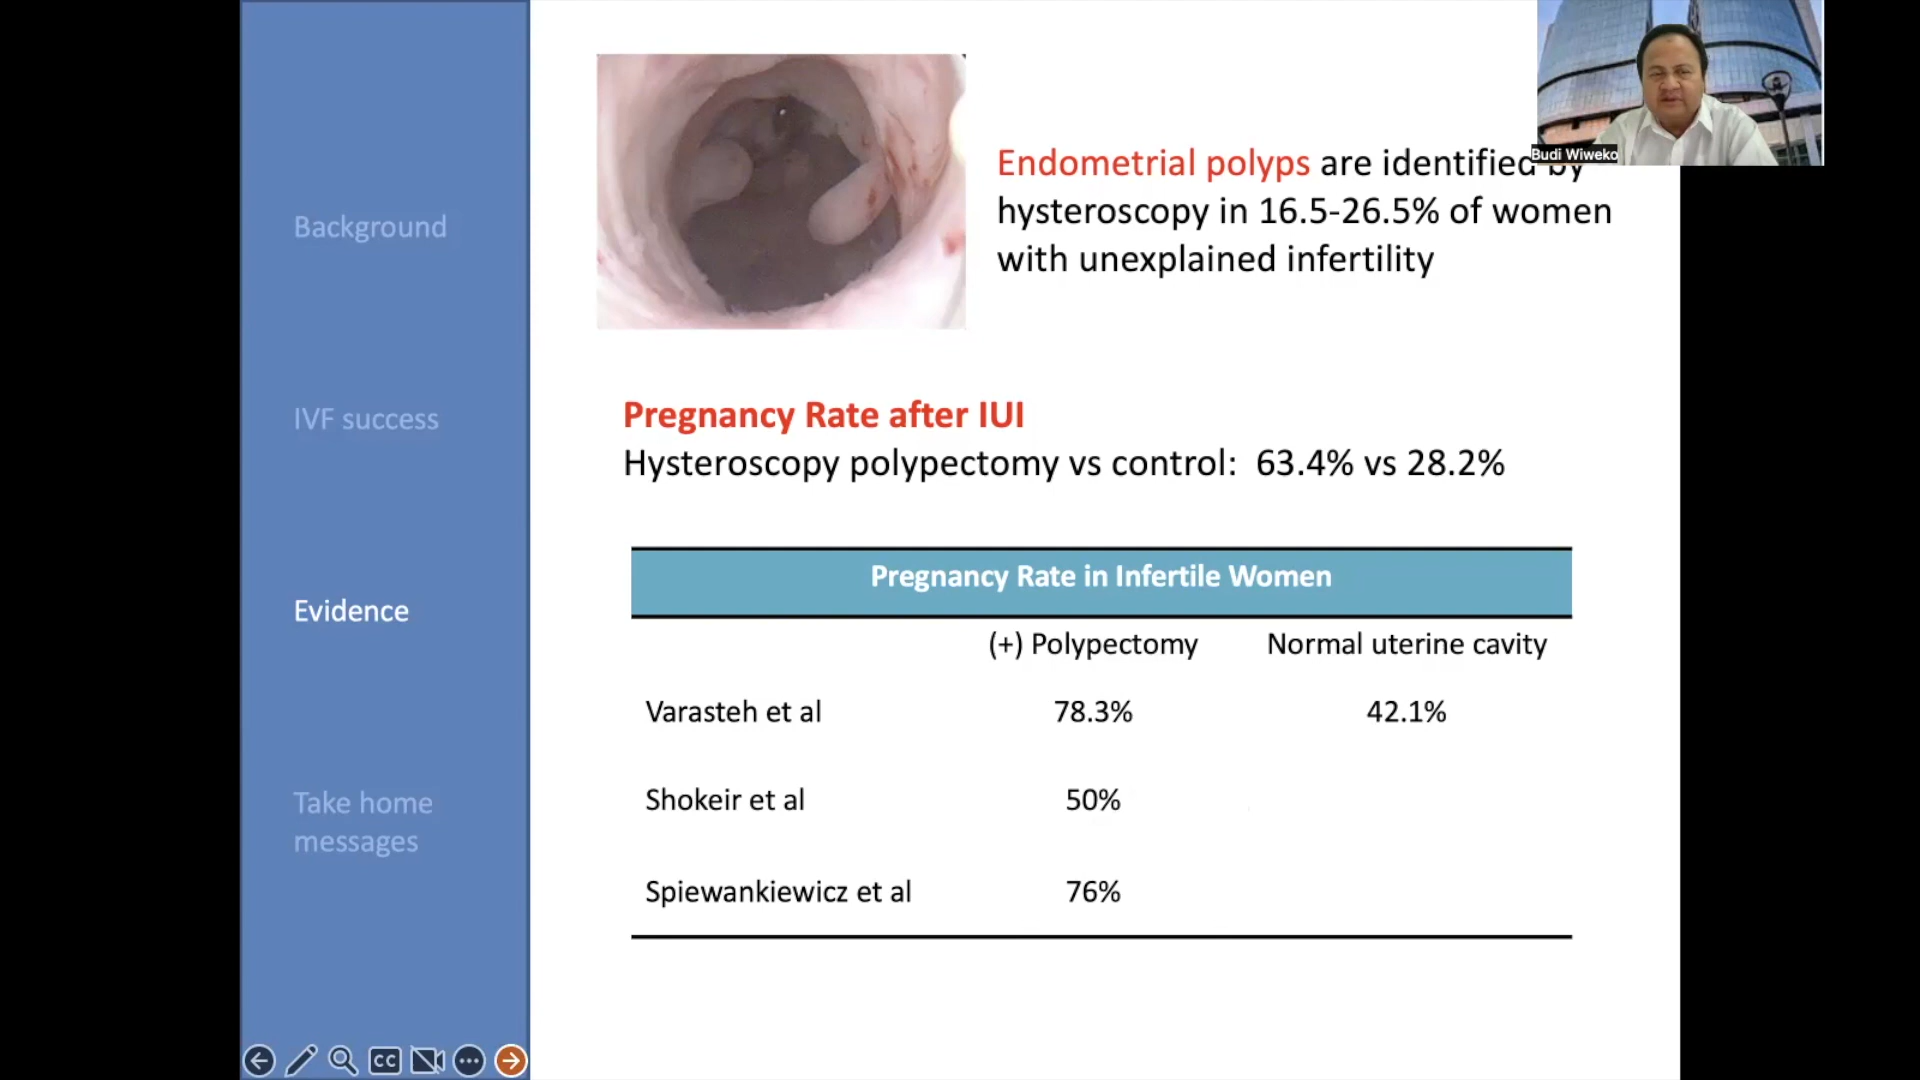 Background
IVF success
Evidence
Take home
messages
Budi Wiweko
Endometrial polyps are identified by
hysteroscopy in 16.5-26.5% of women
with unexplained infertility
Pregnancy Rate after IUI
Hysteroscopy polypectomy vs control: 63.4% vs 28.2%
Pregnancy Rate in Infertile Women
(+) Polypectomy Normal uterine cavity
Varasteh et al 78.3% 42.1%
Shokeir et al 50%
Spiewankiewicz et al 76%
CC